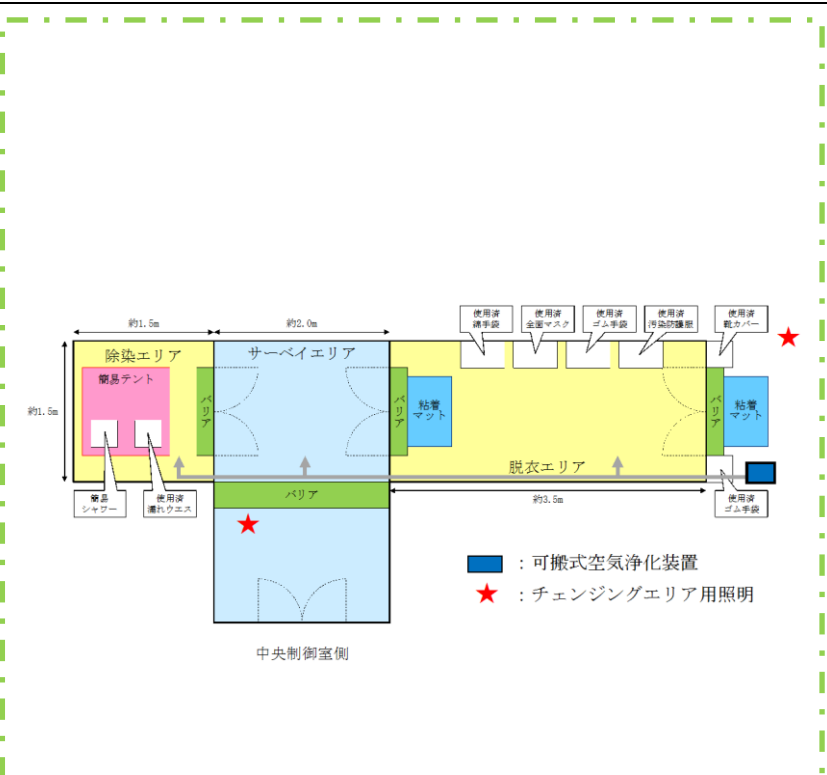 使用済
綿手袋
使用済
全面マスク
使用済
ゴム手袋
使用済
汚染防護服
使用済
靴カバー
約1.5m
約2.0m
除染エリア
サーベイエリア
簡易テント
バリア
バリア
粘着
マット
バリア
粘着
マット
約1.5m
脱衣エリア
簡易
シャワー
使用済
濡れウエス
バリア
約3.5m
使用済
ゴム手袋
：可搬式空気浄化装置
：チェンジングエリア用照明
中央制御室側